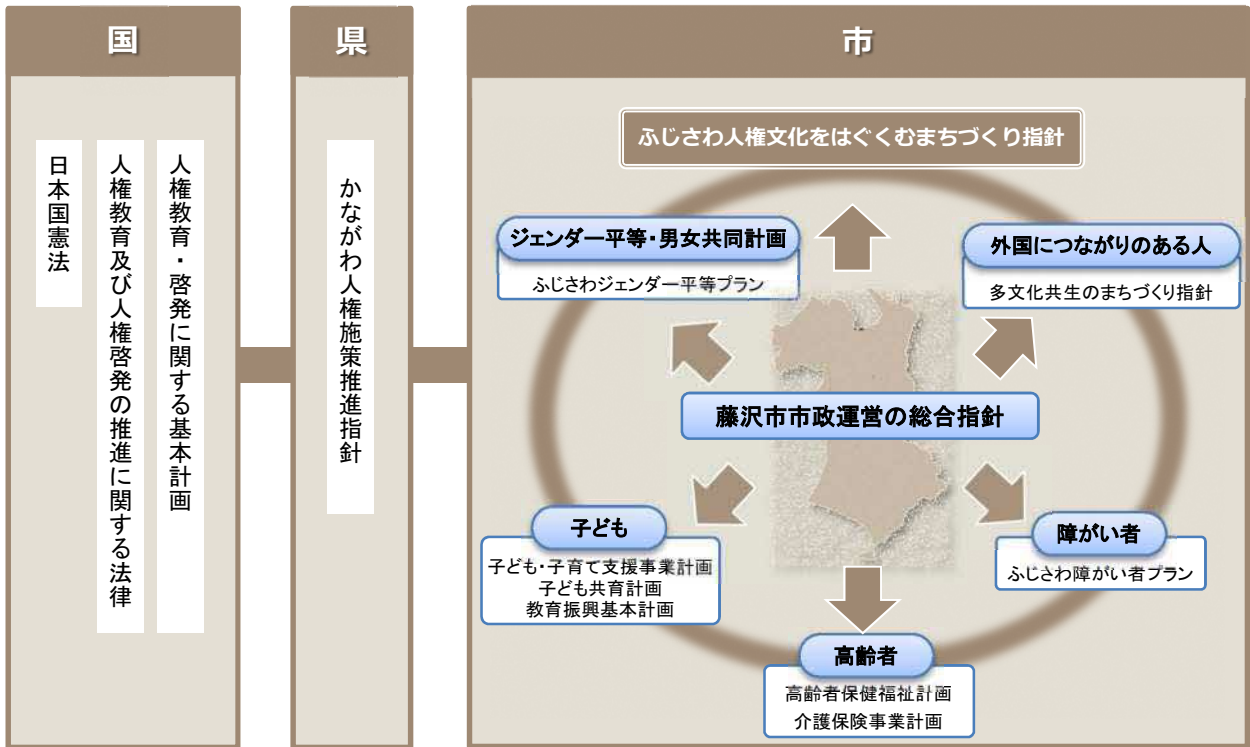 国
日本国憲法
人権教育及び人権啓発の推進に関する法律
人権教育・啓発に関する基本計画
県
かながわ人権施策推進指針
市
ふじさわ人権文化をはぐくむまちづくり指針
ジェンダー平等・男女共同計画
ふじさわジェンダー平等プラン
外国につながりのある人
多文化共生のまちづくり指針
藤沢市市政運営の総合指針
子ども
子ども・子育て支援事業計画
子ども共育計画
教育振興基本計画
障がい者
ふじさわ障がい者プラン
高齢者
高齢者保健福祉計画
介護保険事業計画